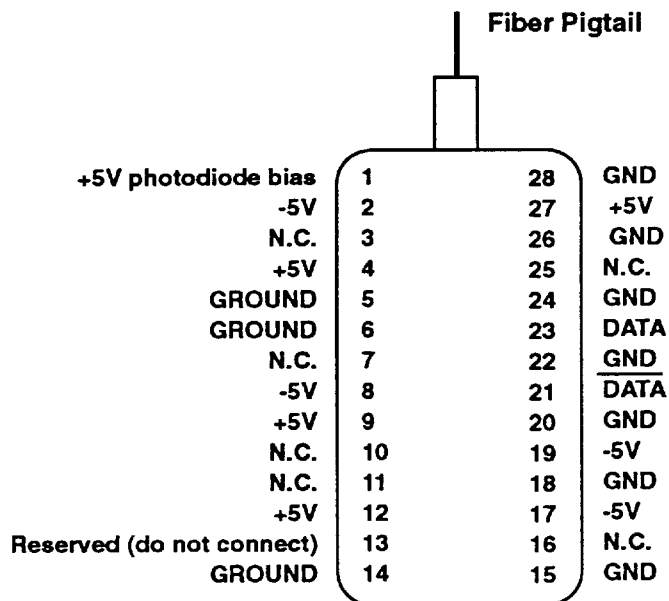 Fiber Pigtail
+5V photodiode bias 1 28 GND
-5V 2 27 +5V
N.C. 3 26 GND
+5V 4 25 N.C.
GROUND 5 24 GND
GROUND 6 23 DATA
N.C. 7 22 GND
-5V 8 21 D̅A̅T̅A̅
+5V 9 20 GND
N.C. 10 19 -5V
N.C. 11 18 GND
+5V 12 17 -5V
Reserved (do not connect) 13 16 N.C.
GROUND 14 15 GND